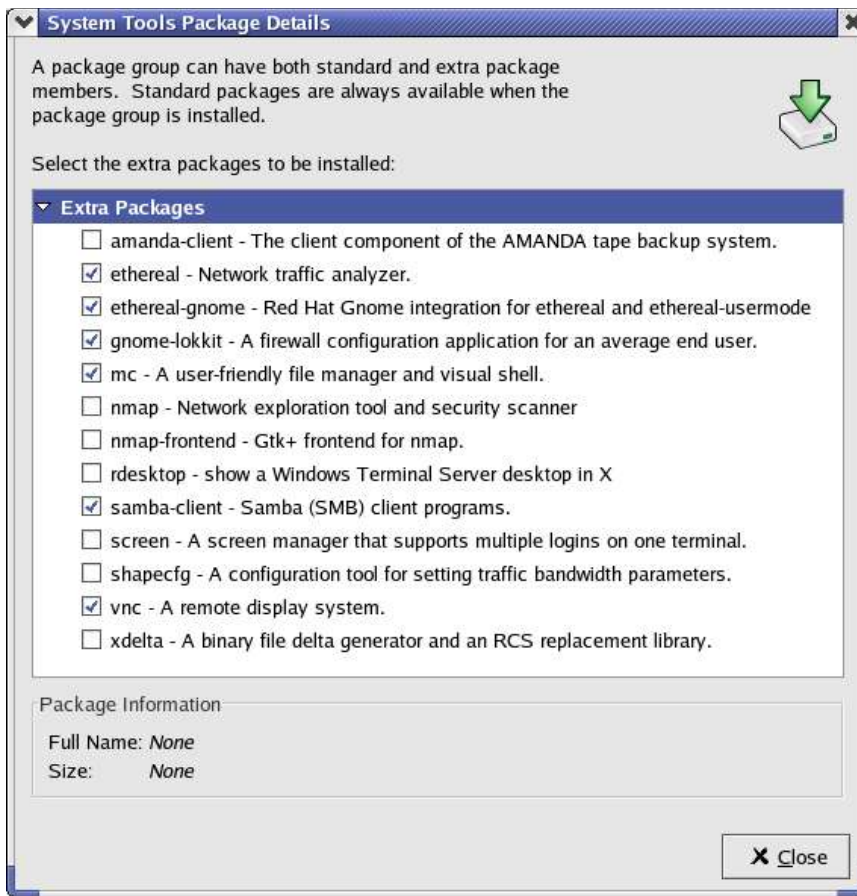 System Tools Package Details
A package group can have both standard and extra package
members.  Standard packages are always available when the
package group is installed.
Select the extra packages to be installed:
Extra Packages
amanda-client - The client component of the AMANDA tape backup system.
ethereal - Network traffic analyzer.
ethereal-gnome - Red Hat Gnome integration for ethereal and ethereal-usermode
gnome-lokkit - A firewall configuration application for an average end user.
mc - A user-friendly file manager and visual shell.
nmap - Network exploration tool and security scanner
nmap-frontend - Gtk+ frontend for nmap.
rdesktop - show a Windows Terminal Server desktop in X
samba-client - Samba (SMB) client programs.
screen - A screen manager that supports multiple logins on one terminal.
shapecfg - A configuration tool for setting traffic bandwidth parameters.
vnc - A remote display system.
xdelta - A binary file delta generator and an RCS replacement library.
Package Information
Full Name: None
Size: None
Close